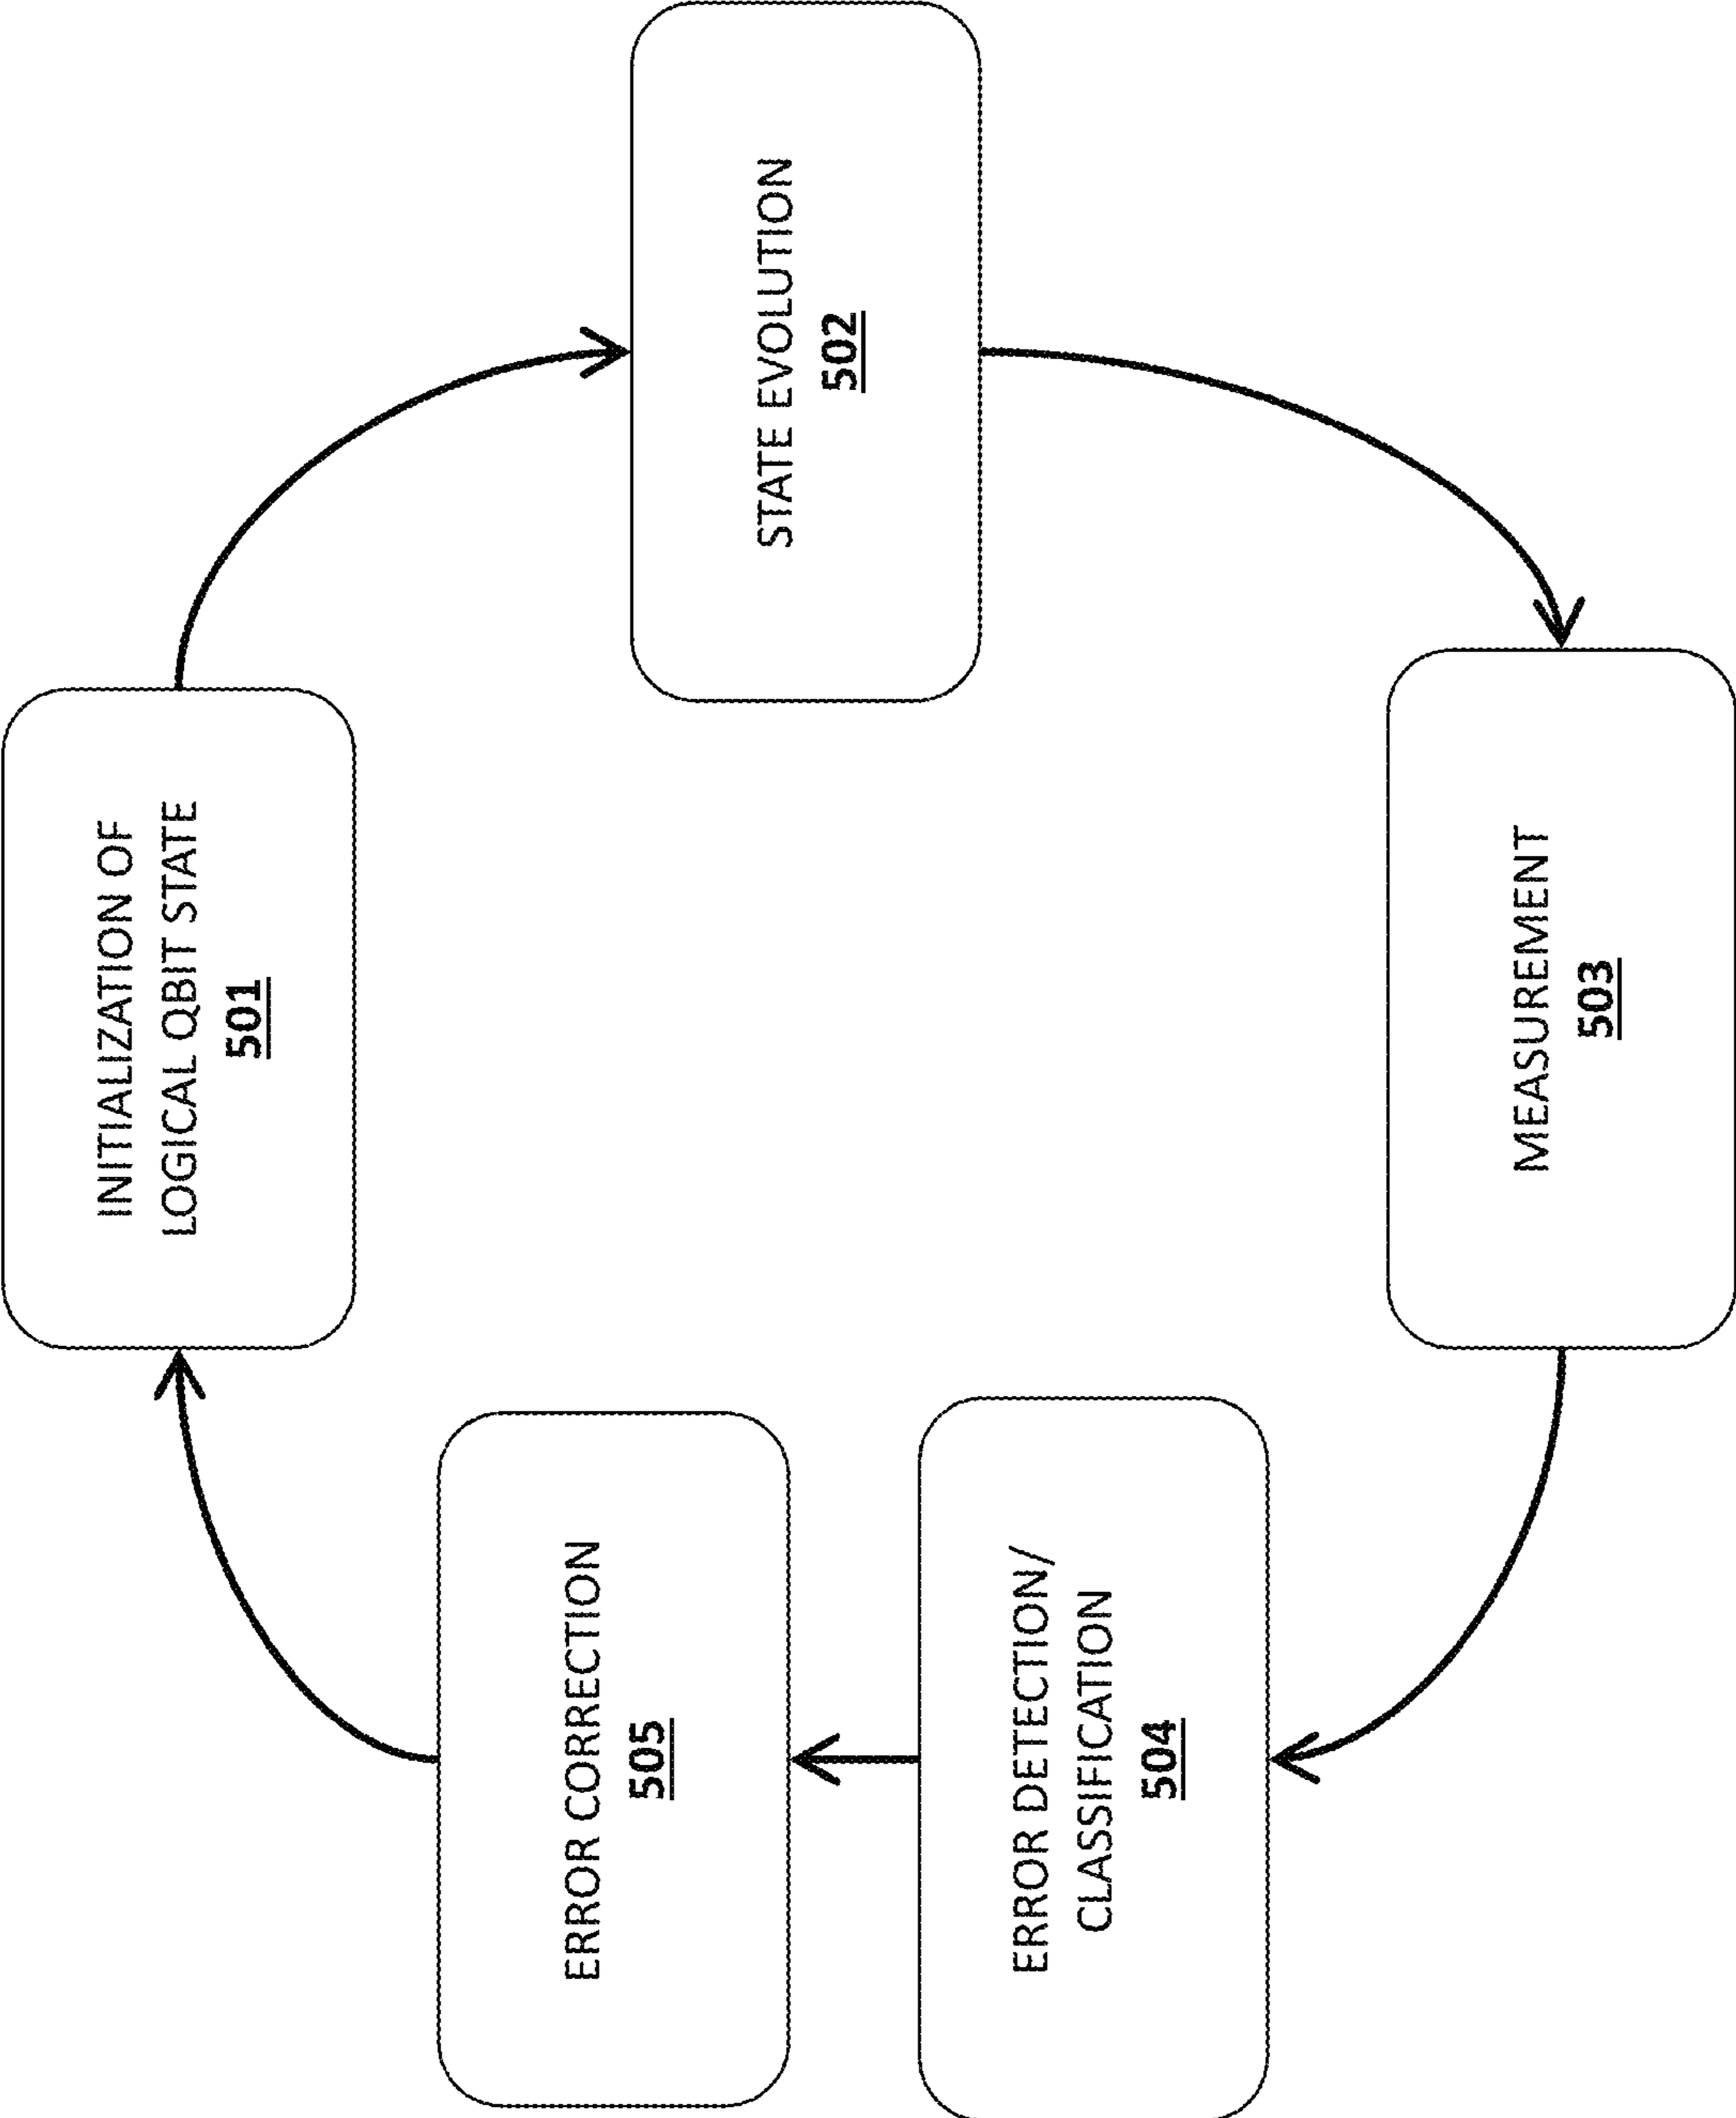 INITIALIZATION OF
LOGICAL QBIT STATE
501
STATE EVOLUTION
502
MEASUREMENT
503
ERROR DETECTION/
CLASSIFICATION
504
ERROR CORRECTION
505